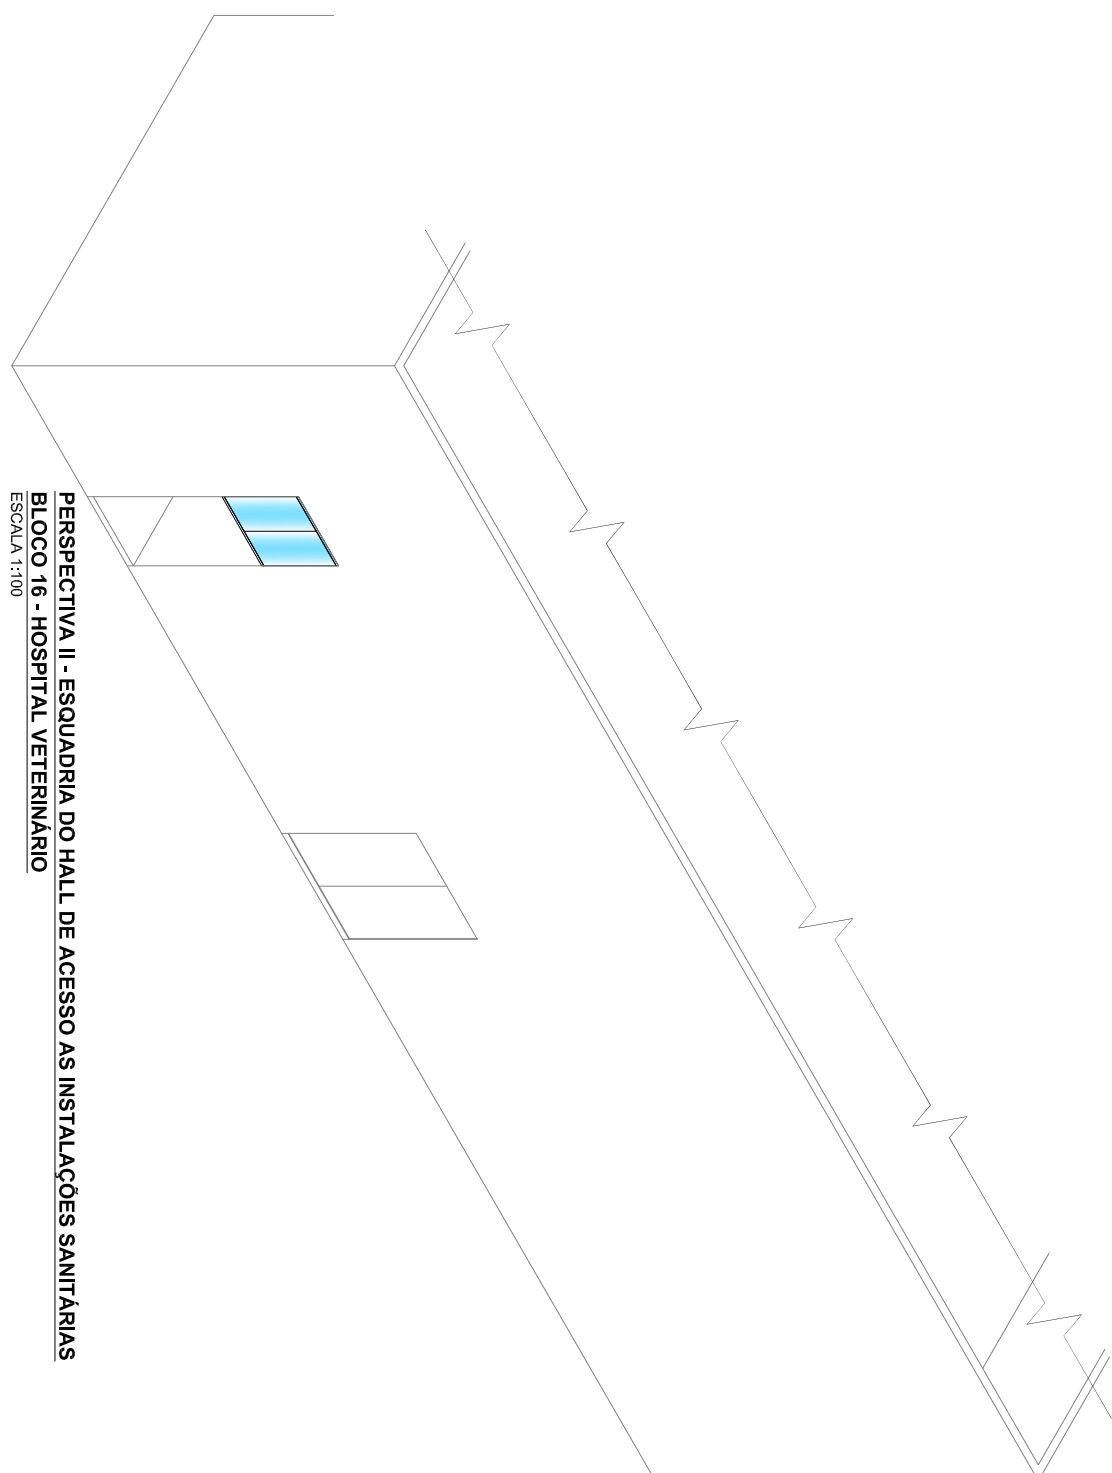 PERSPECTIVA II - ESQUADRIA DO HALL DE ACESSO AS INSTALAÇÕES SANITÁRIAS
BLOCO 16 - HOSPITAL VETERINÁRIO
ESCALA 1:100